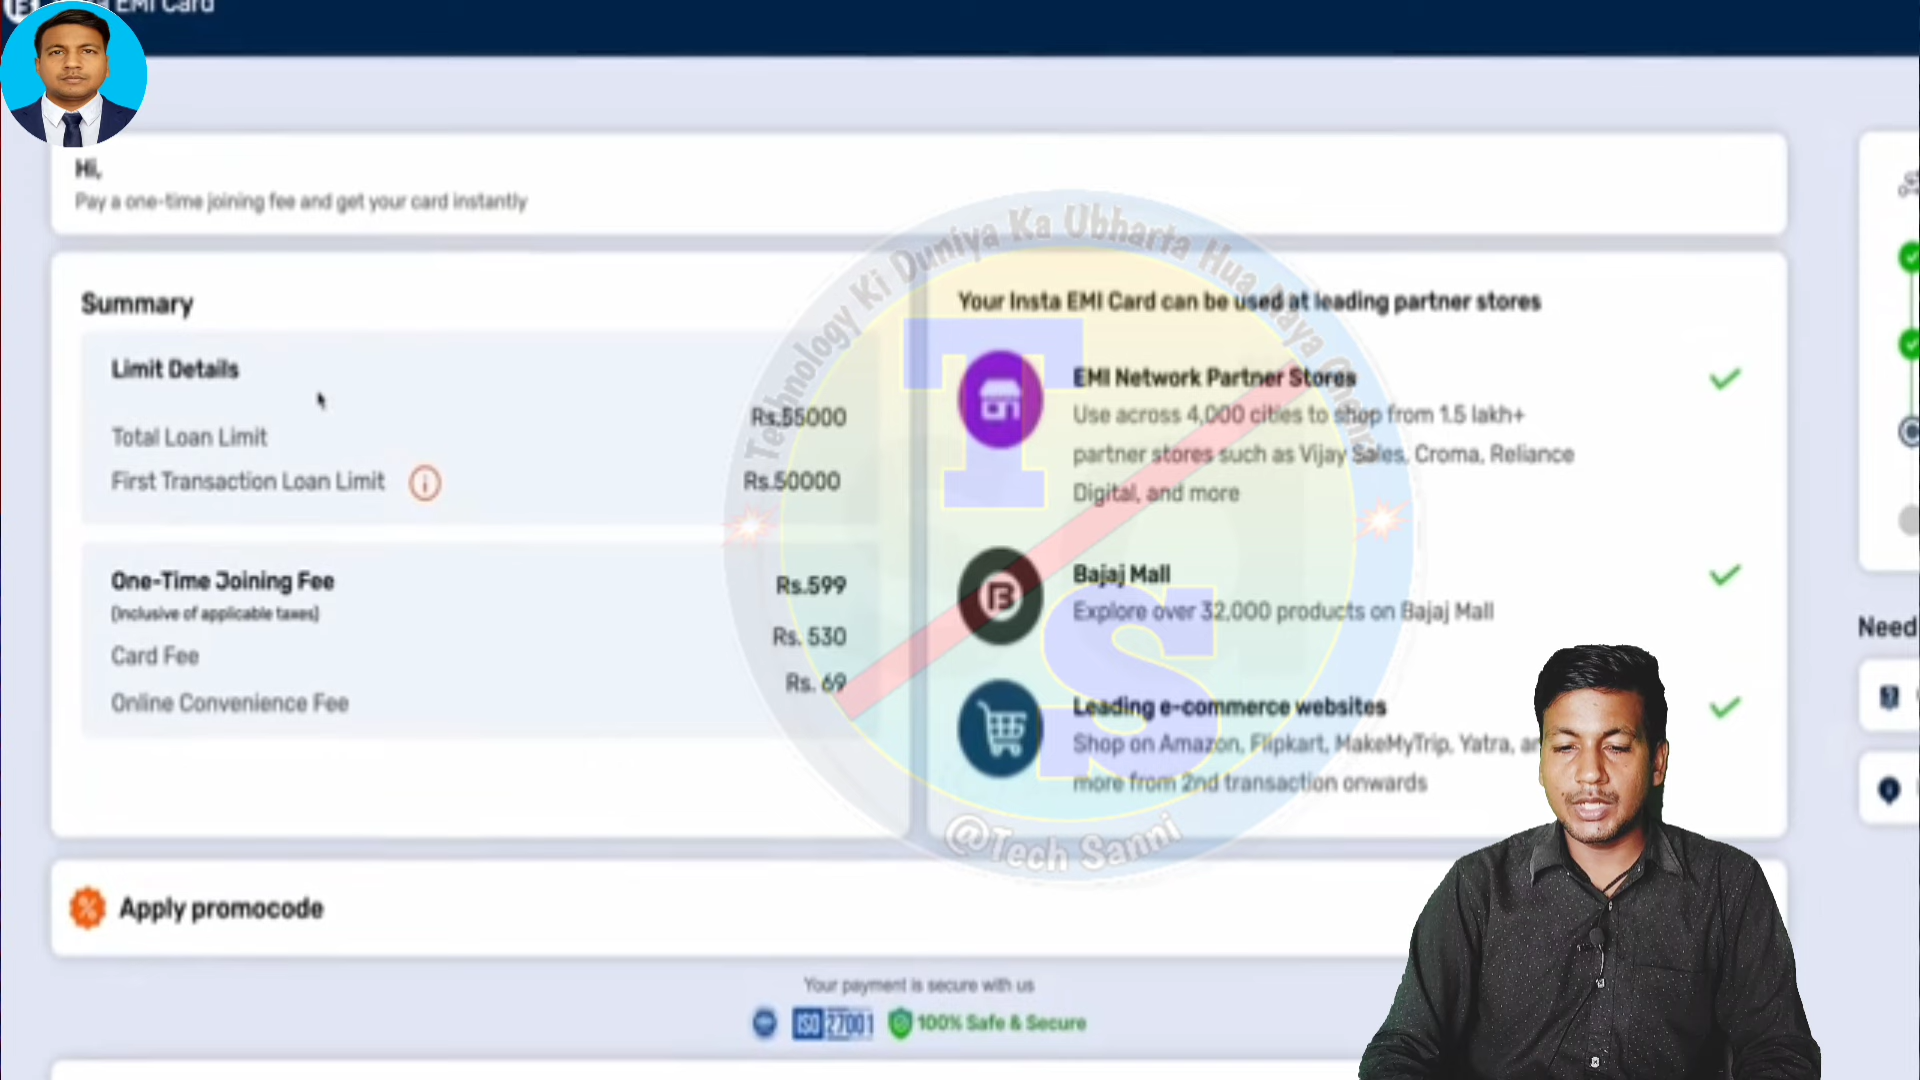 EMI Card
Hi,
Pay a one-time joining fee and get your card instantly
Summary
Limit Details
Total Loan Limit
Rs.55000
First Transaction Loan Limit
Rs.50000
One-Time Joining Fee
Rs.599
(Inclusive of applicable taxes)
Card Fee
Rs. 530
Online Convenience Fee
Rs. 69
Your Insta EMI Card can be used at leading partner stores
EMI Network Partner Stores
Use across 4,000 cities to shop from 1.5 lakh+
partner stores such as Vijay Sales, Croma, Reliance
Digital, and more
Bajaj Mall
Explore over 32,000 products on Bajaj Mall
Leading e-commerce websites
Shop on Amazon, Flipkart, MakeMyTrip, Yatra,
more from 2nd transaction onwards
Technology Ki Duniya Ka Ubharta Hua Naya Chehra
T
S
@Tech Sanni
Need
Apply promocode
Your payment is secure with us
ISO 27001
100% Safe & Secure